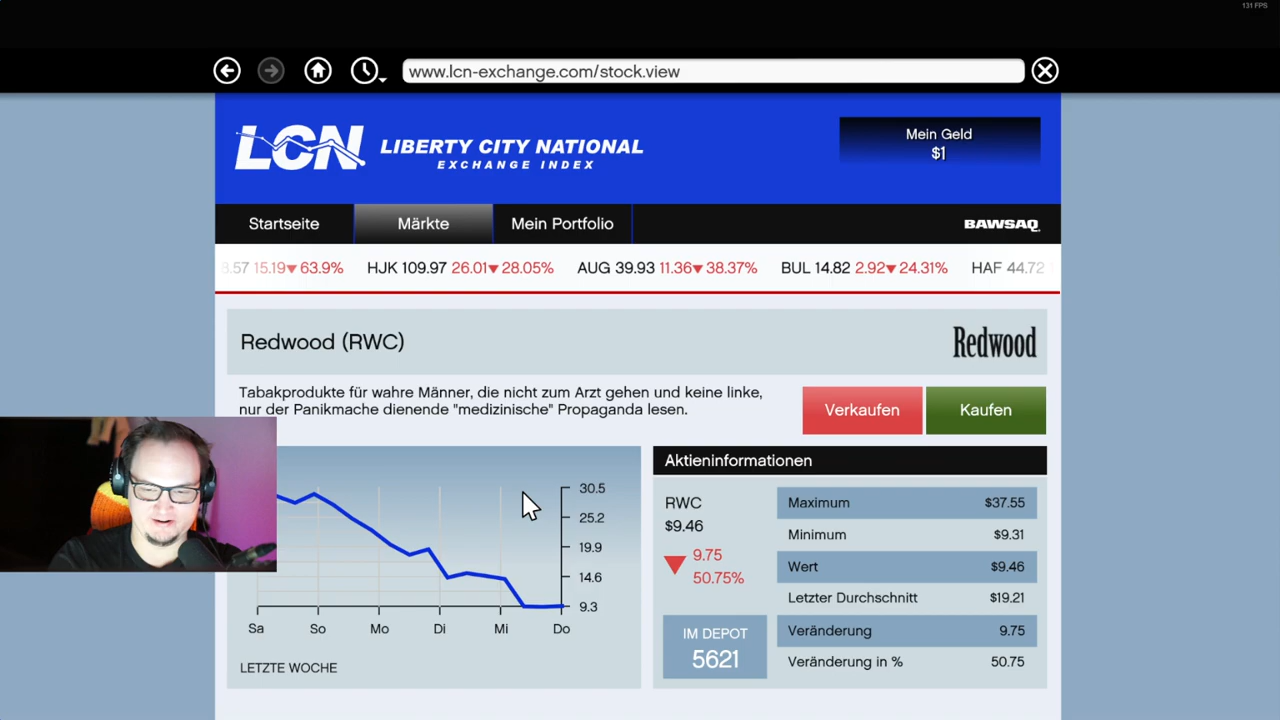 131 FPS
www.lcn-exchange.com/stock.view
LCN LIBERTY CITY NATIONAL
EXCHANGE INDEX
Mein Geld
$1
Startseite Märkte Mein Portfolio BAWSAQ
8.57 15.19▼63.9% HJK 109.97 26.01▼28.05% AUG 39.93 11.36▼38.37% BUL 14.82 2.92▼24.31% HAF 44.72
Redwood (RWC) Redwood
Tabakprodukte für wahre Männer, die nicht zum Arzt gehen und keine linke,
nur der Panikmache dienende "medizinische" Propaganda lesen.
Verkaufen Kaufen
30.5
25.2
19.9
14.6
9.3
Sa So Mo Di Mi Do
LETZTE WOCHE
Aktieninformationen
RWC
$9.46
9.75
50.75%
IM DEPOT
5621
Maximum $37.55
Minimum $9.31
Wert $9.46
Letzter Durchschnitt $19.21
Veränderung 9.75
Veränderung in % 50.75